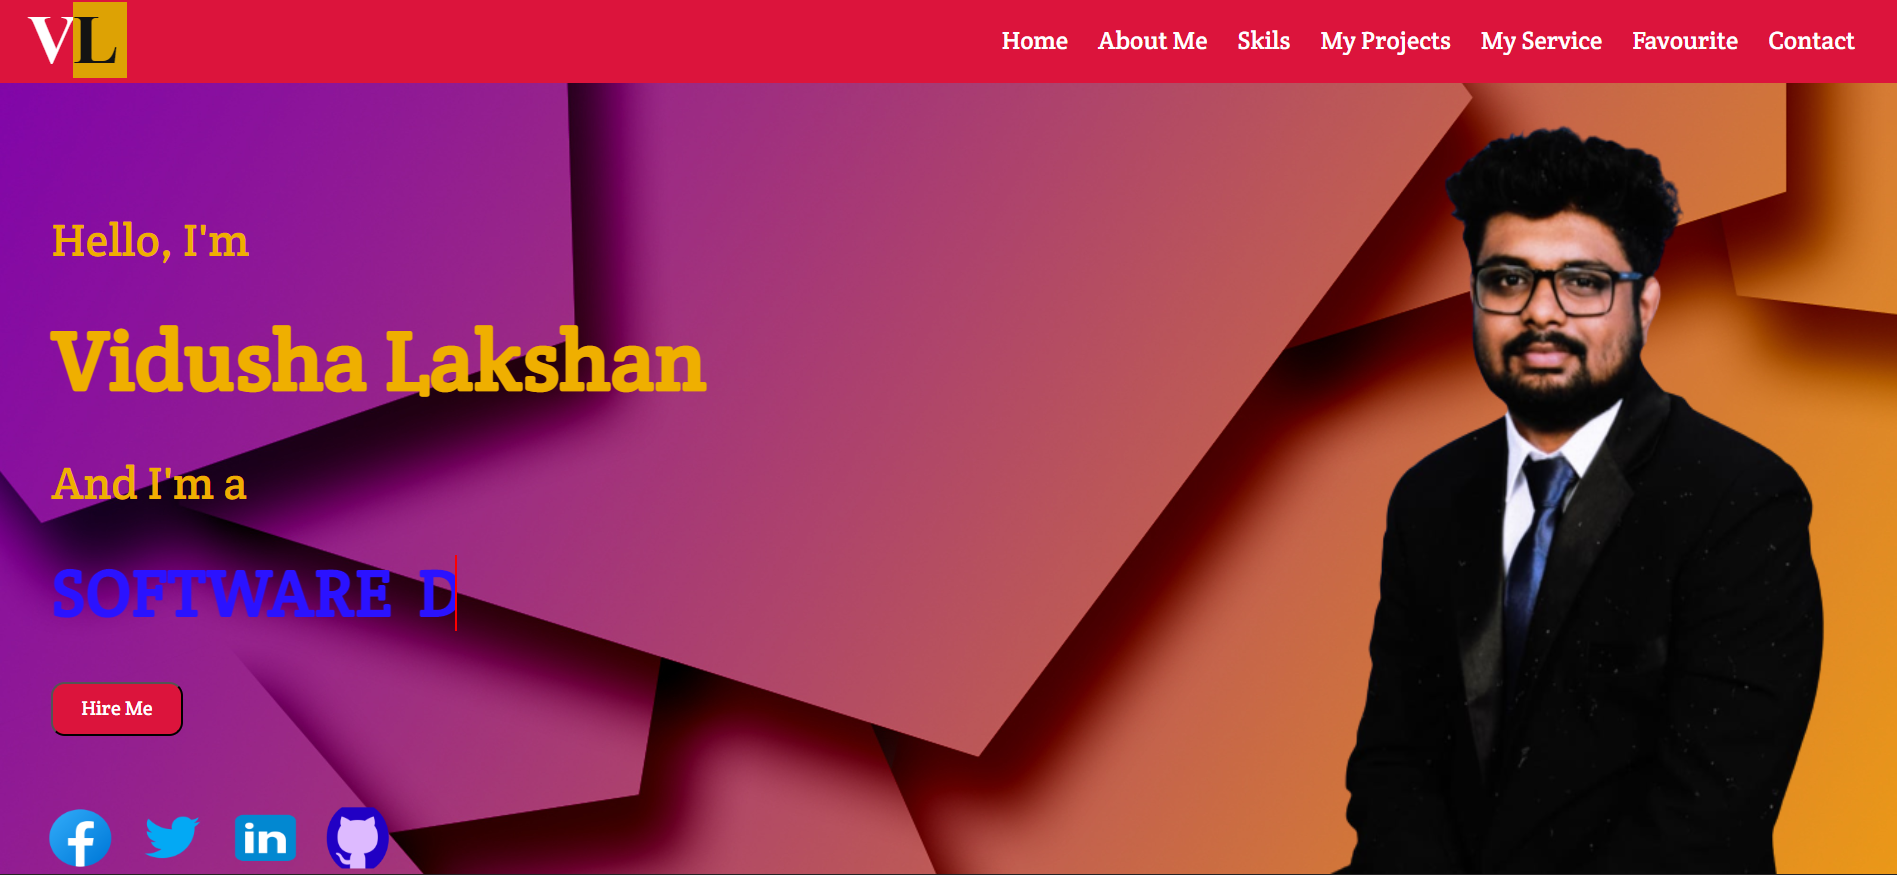 VL
Home About Me Skils My Projects My Service Favourite Contact
Hello, I'm
Vidusha Lakshan
And I'm a
SOFTWARE D
Hire Me
f in